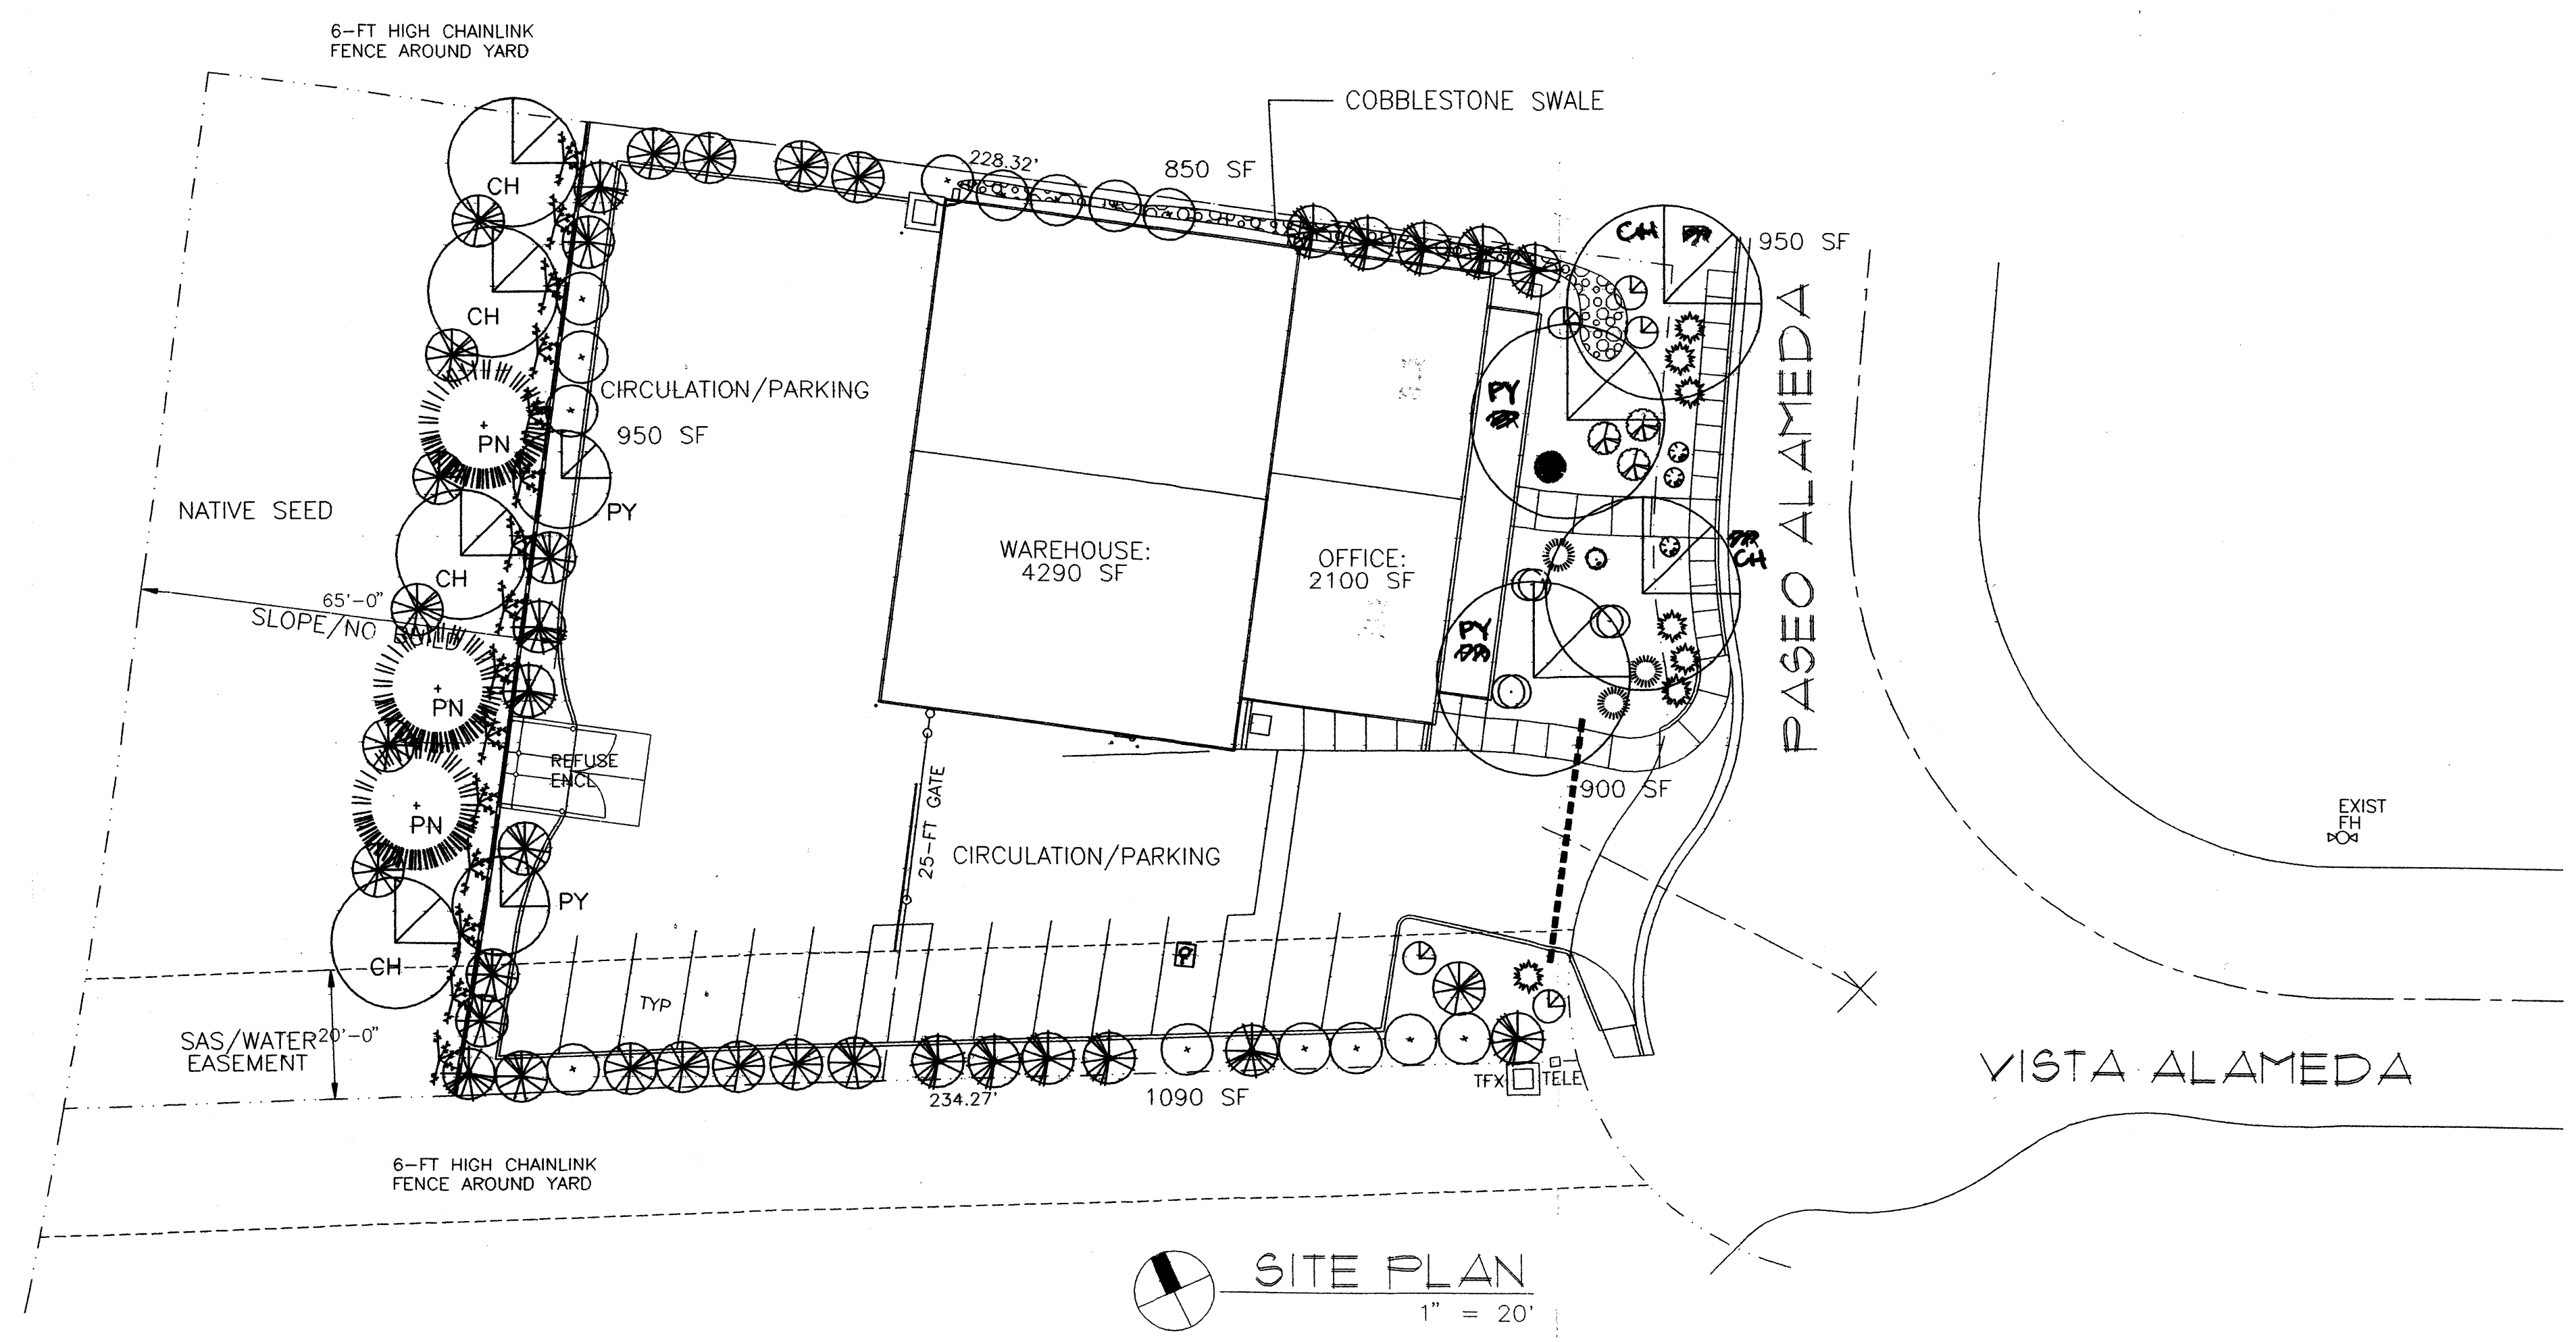 6-FT HIGH CHAINLINK
FENCE AROUND YARD
COBBLESTONE SWALE
228.32'
850 SF
CH
950 SF
CH
CH
PASEO ALAMEDA
CIRCULATION/PARKING
950 SF
PY
PN
NATIVE SEED
PY
WAREHOUSE:
4290 SF
OFFICE:
2100 SF
CH
CH
65'-0"
SLOPE/NO BUILD
PY
PN
REFUSE
ENCL
25-FT GATE
900 SF
EXIST
FH
PN
CIRCULATION/PARKING
PY
CH
TYP
SAS/WATER
EASEMENT
20'-0"
234.27'
1090 SF
TFX
TELE
VISTA ALAMEDA
6-FT HIGH CHAINLINK
FENCE AROUND YARD
SITE PLAN
1" = 20'